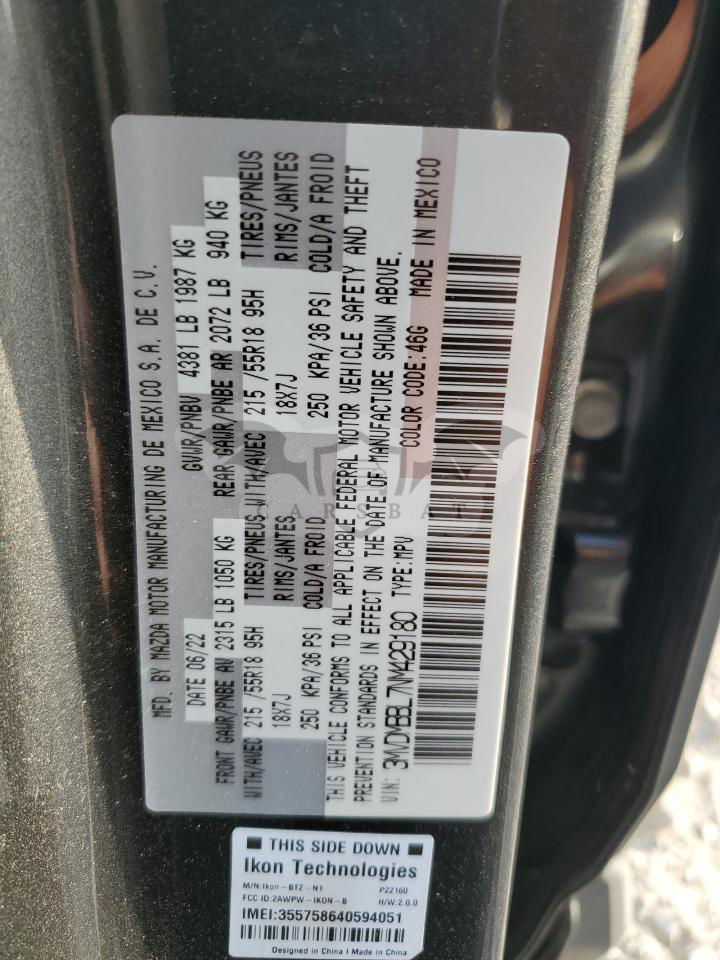 MFD. BY MAZDA MOTOR MANUFACTURING DE MEXICO S.A. DE C.V.
DATE 06/22 GVWR/PNBV 4381 LB 1987 KG
FRONT GAWR/PNBE AV 2315 LB 1050 KG REAR GAWR/PNBE AR 2072 LB 940 KG
WITH/AVEC 215 /55R18 95H TIRES/PNEUS WITH/AVEC 215 /55R18 95H TIRES/PNEUS
18X7J RIMS/JANTES 18X7J RIMS/JANTES
250 KPA/36 PSI COLD/A FROID 250 KPA/36 PSI COLD/A FROID
THIS VEHICLE CONFORMS TO ALL APPLICABLE FEDERAL MOTOR VEHICLE SAFETY AND THEFT
PREVENTION STANDARDS IN EFFECT ON THE DATE OF MANUFACTURE SHOWN ABOVE.
VIN: 3MVDMBBL7NM429180 TYPE:MPV COLOR CODE:46G MADE IN MEXICO
CARSBAT
THIS SIDE DOWN
Ikon Technologies
M/N:Ikon-BT2-N1 P22160
FCC ID:2AWPW-IKON-B H/W:2.0.0
IMEI:355758640594051
Designed in China | Made in China